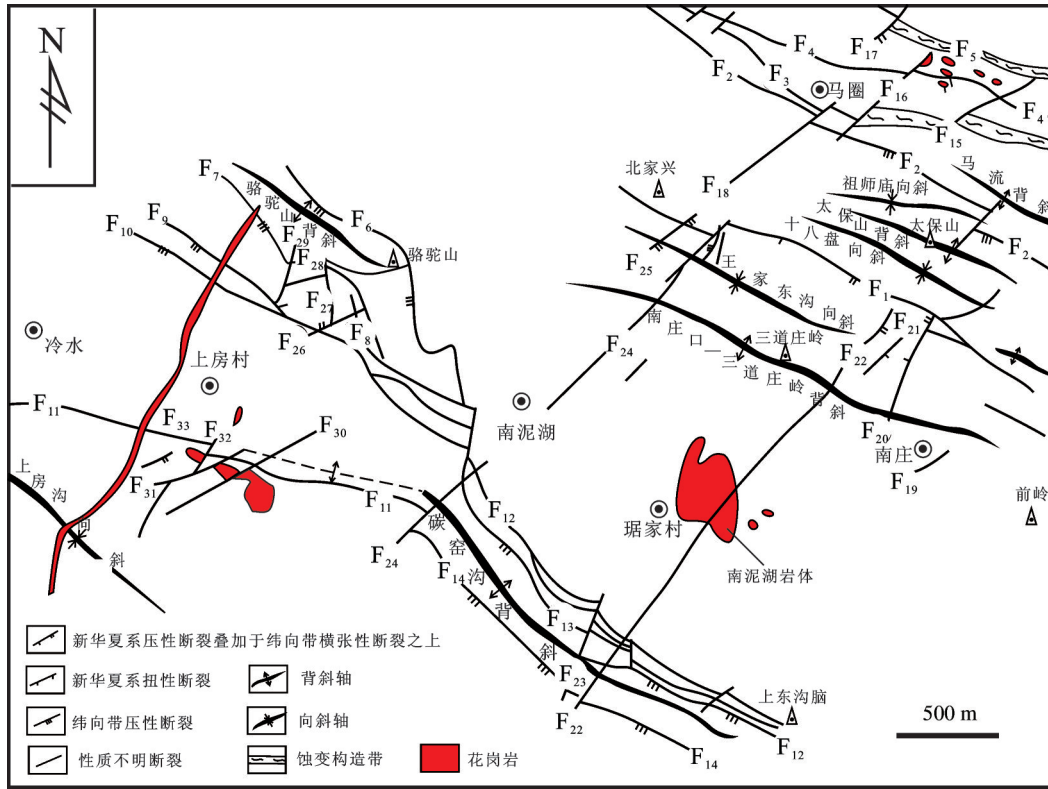 N
F₄
F₁₇
F₅
F₂
F₃
马圈
F₁₆
F₄
F₁₅
F₂
马流背斜
北家兴
F₁₈
祖师庙向斜
太保山背斜
太保山
十八盘向斜
F₂
F₇
骆驼山背斜
F₉
F₁₀
F₂₉
F₆
F₂₈
骆驼山
F₂₅
王家东沟向斜
F₁
F₂₇
F₂₆
F₈
冷水
上房村
南庄口—三道庄岭背斜
三道庄岭
F₂₁
F₂₂
F₂₄
南泥湖
F₁₁
F₃₃
F₃₂
F₃₀
F₂₀
南庄
F₁₉
上房沟向斜
F₃₁
F₁₁
F₁₂
琚家村
前岭
F₂₄
碳窑沟背斜
F₁₄
南泥湖岩体
F₁₃
F₂₃
F₂₂
上东沟脑
F₁₂
F₁₄
500 m
新华夏系压性断裂叠加于纬向带横张性断裂之上
新华夏系扭性断裂
背斜轴
纬向带压性断裂
向斜轴
性质不明断裂
蚀变构造带
花岗岩